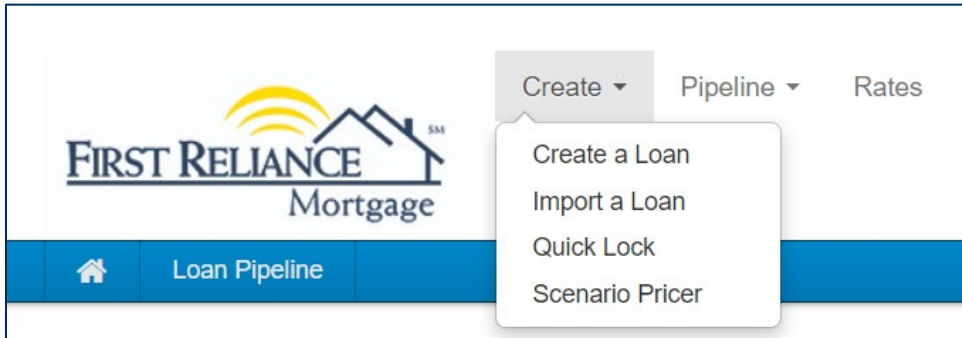 Create
Pipeline
Rates
FIRST RELIANCE
SM
Mortgage
Create a Loan
Import a Loan
Quick Lock
Scenario Pricer
Loan Pipeline